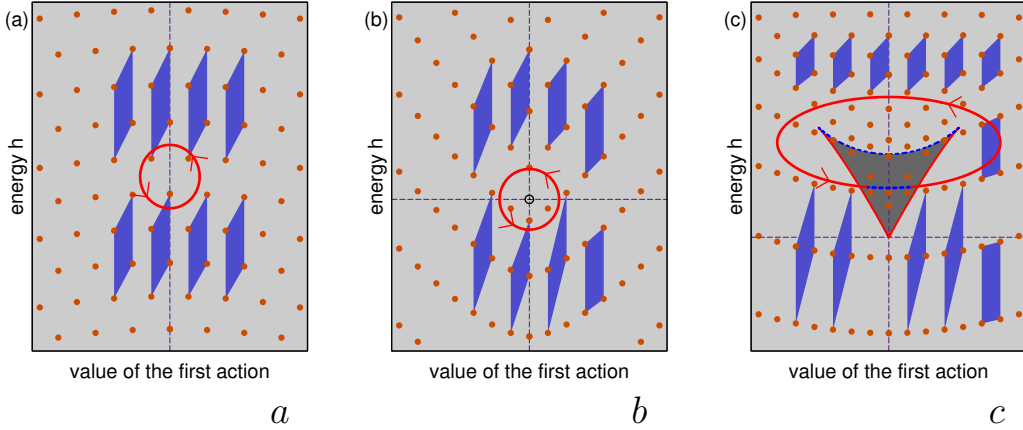 (a)
energy h
value of the first action
a
(b)
energy h
value of the first action
b
(c)
energy h
value of the first action
c